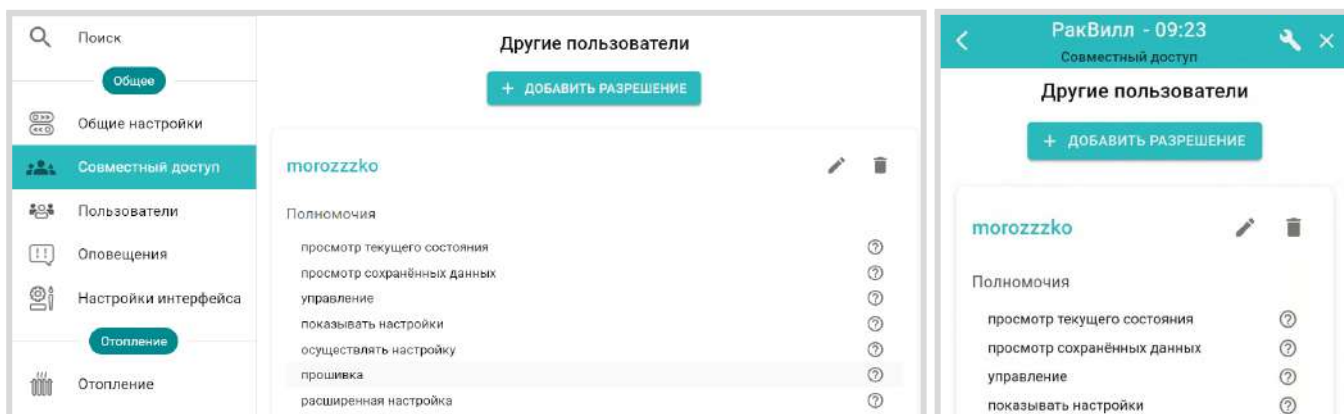 Поиск
Общее
Общие настройки
Совместный доступ
Пользователи
Оповещения
Настройки интерфейса
Отопление
Отопление
Другие пользователи
+ ДОБАВИТЬ РАЗРЕШЕНИЕ
morozzzko
Полномочия
просмотр текущего состояния
просмотр сохранённых данных
управление
показывать настройки
осуществлять настройку
прошивка
расширенная настройка
РакВилл - 09:23
Совместный доступ
Другие пользователи
+ ДОБАВИТЬ РАЗРЕШЕНИЕ
morozzzko
Полномочия
просмотр текущего состояния
просмотр сохранённых данных
управление
показывать настройки